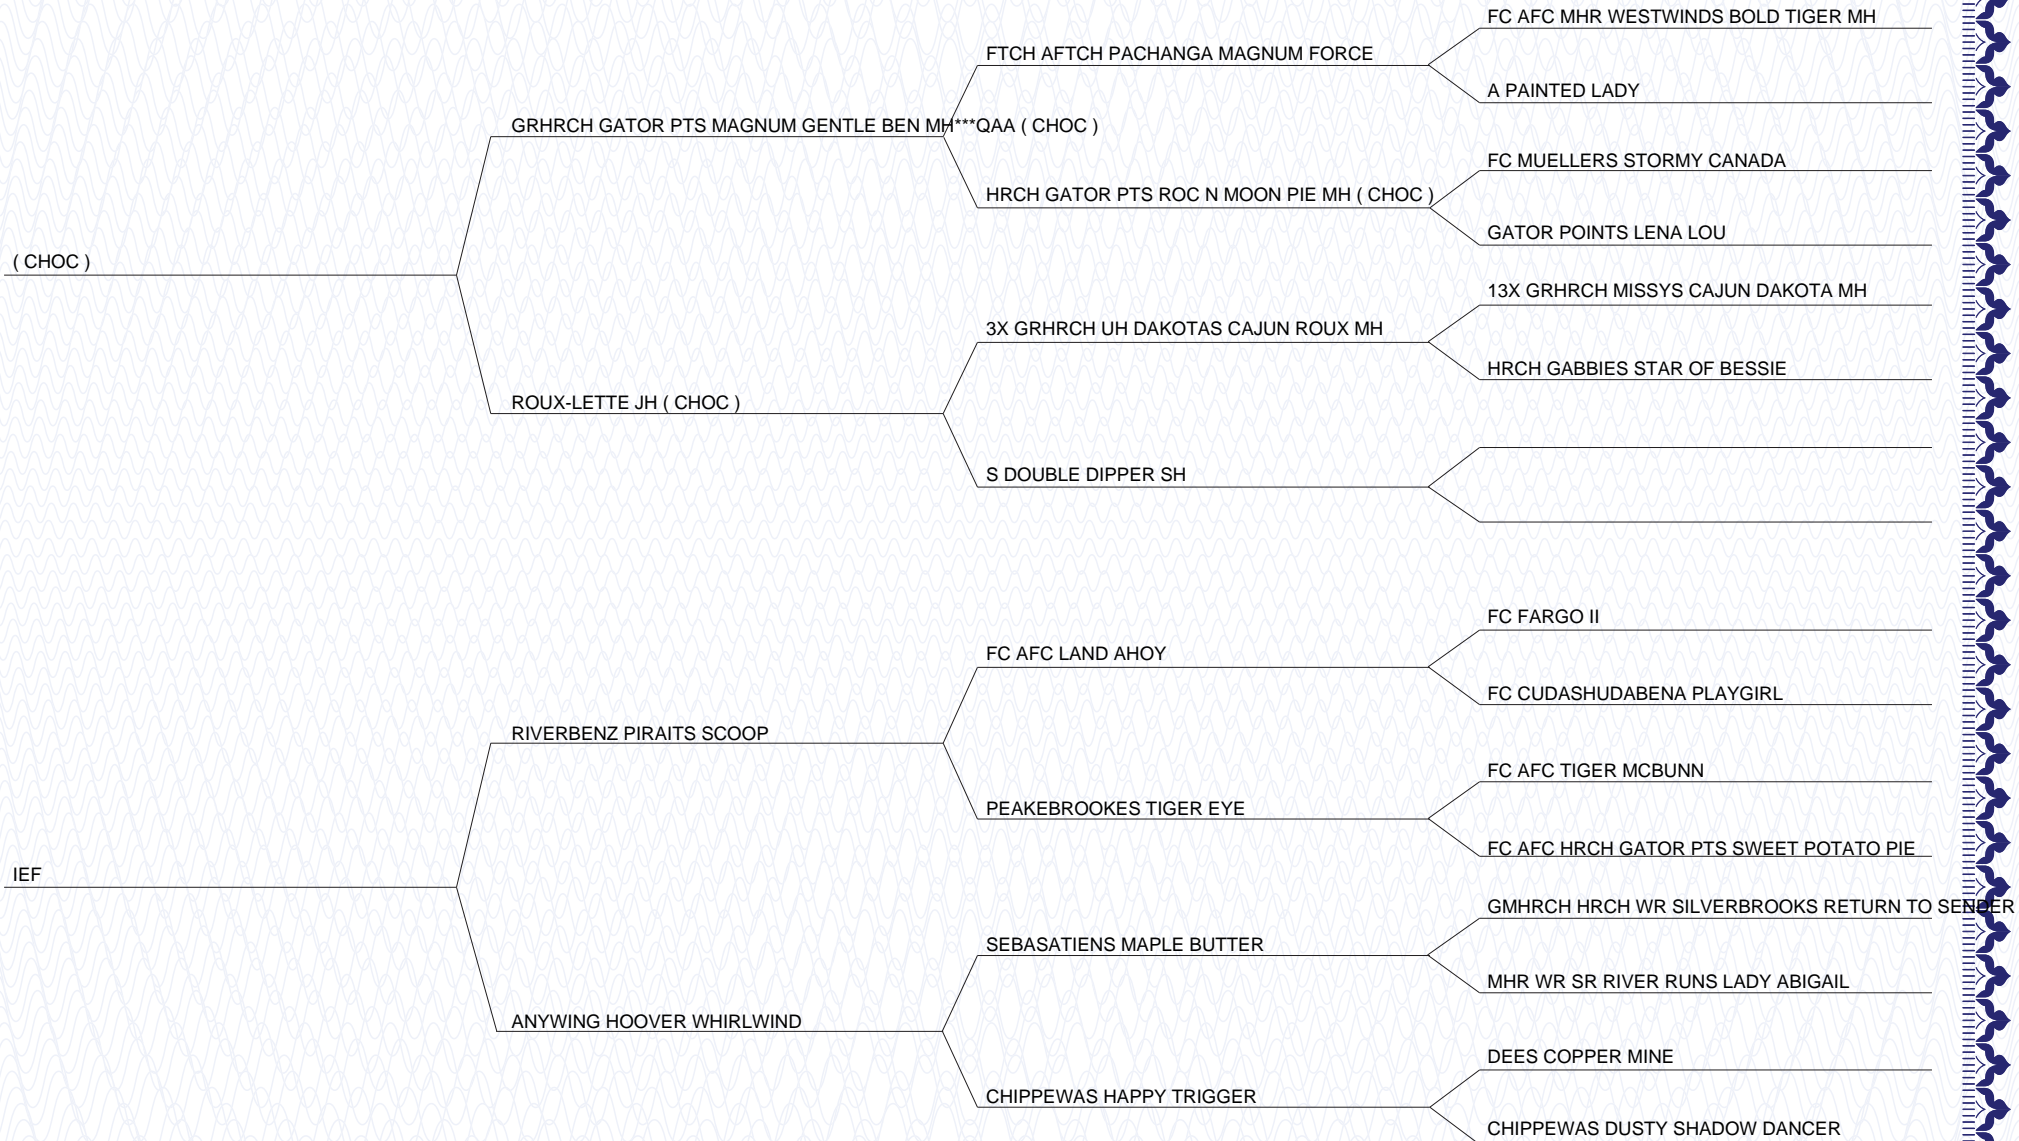 FC AFC MHR WESTWINDS BOLD TIGER MH
FTCH AFTCH PACHANGA MAGNUM FORCE
A PAINTED LADY
GRHRCH GATOR PTS MAGNUM GENTLE BEN MH***QAA ( CHOC )
FC MUELLERS STORMY CANADA
HRCH GATOR PTS ROC N MOON PIE MH ( CHOC )
GATOR POINTS LENA LOU
( CHOC )
13X GRHRCH MISSYS CAJUN DAKOTA MH
3X GRHRCH UH DAKOTAS CAJUN ROUX MH
HRCH GABBIES STAR OF BESSIE
ROUX-LETTE JH ( CHOC )
S DOUBLE DIPPER SH
FC FARGO II
FC AFC LAND AHOY
FC CUDASHUDABENA PLAYGIRL
RIVERBENZ PIRAITS SCOOP
FC AFC TIGER MCBUNN
PEAKEBROOKES TIGER EYE
FC AFC HRCH GATOR PTS SWEET POTATO PIE
IEF
GMHRCH HRCH WR SILVERBROOKS RETURN TO SENDER
SEBASATIENS MAPLE BUTTER
MHR WR SR RIVER RUNS LADY ABIGAIL
ANYWING HOOVER WHIRLWIND
DEES COPPER MINE
CHIPPEWAS HAPPY TRIGGER
CHIPPEWAS DUSTY SHADOW DANCER